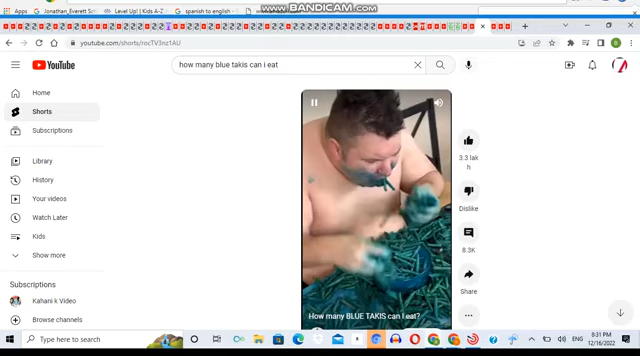 WWW.BANDICAM.COM
Apps
Jonathan_Everett Sch
Level Up! | Kids A-Z
spanish to english -
youtube.com/shorts/rocTV3nz1AU
YouTube
how many blue takis can i eat
Home
Shorts
Subscriptions
Library
History
Your videos
Watch Later
Kids
Show more
Subscriptions
Kahani k Video
Browse channels
3.3 lak
h
Dislike
8.3K
Share
How many BLUE TAKIS can I eat?
Type here to search
8:31 PM
12/16/2022